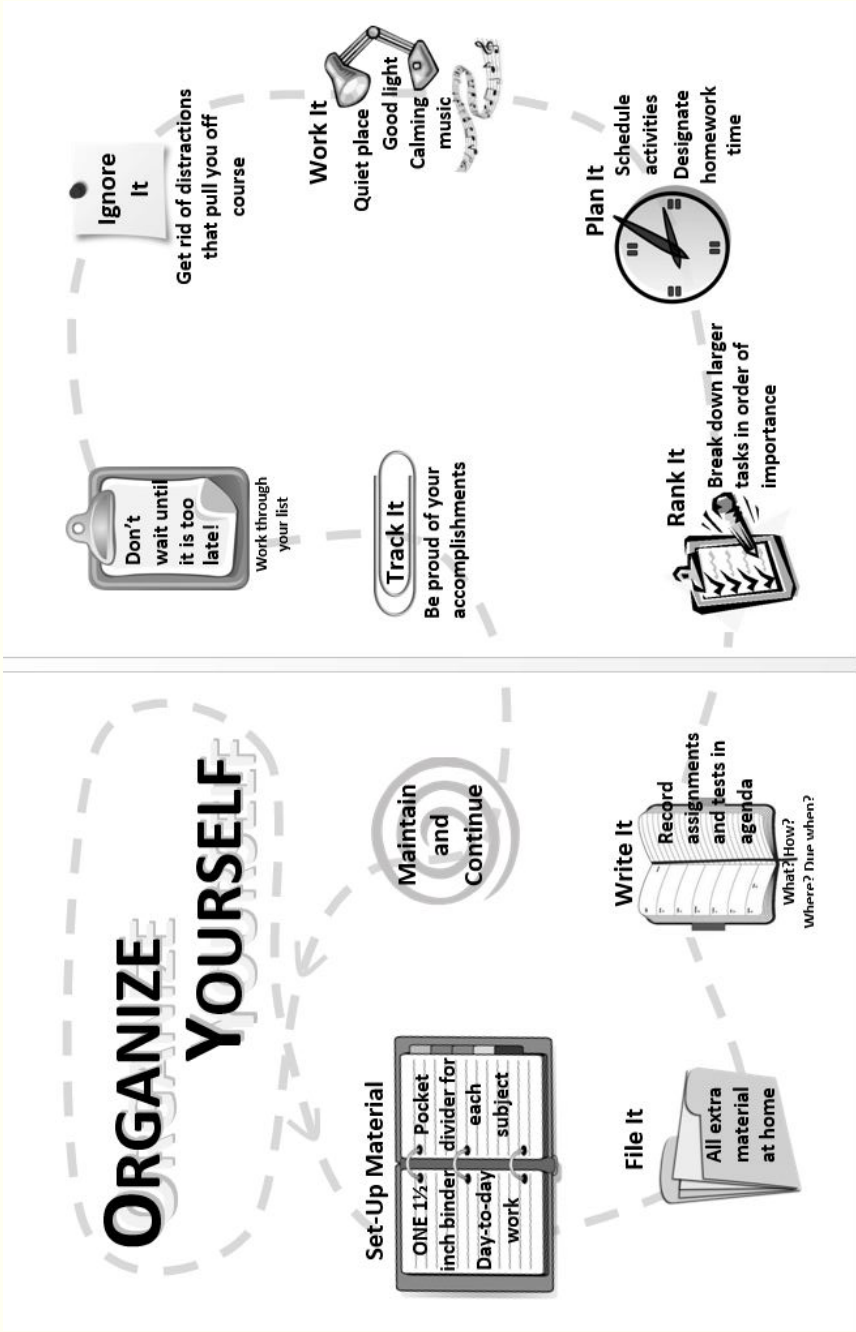 ORGANIZE
YOURSELF
Set-Up Material
ONE 1½
inch binder
Day-to-day
work
Pocket
divider for
each
subject
File It
All extra
material
at home
Write It
Record
assignments
and tests in
agenda
What? How?
Where? Due when?
Rank It
Break down larger
tasks in order of
importance
Plan It
Schedule
activities
Designate
homework
time
Work It
Quiet place
Good light
Calming
music
Ignore
It
Get rid of distractions
that pull you off
course
Don't
wait until
it is too
late!
Work through
your list
Track It
Be proud of your
accomplishments
Maintain
and
Continue